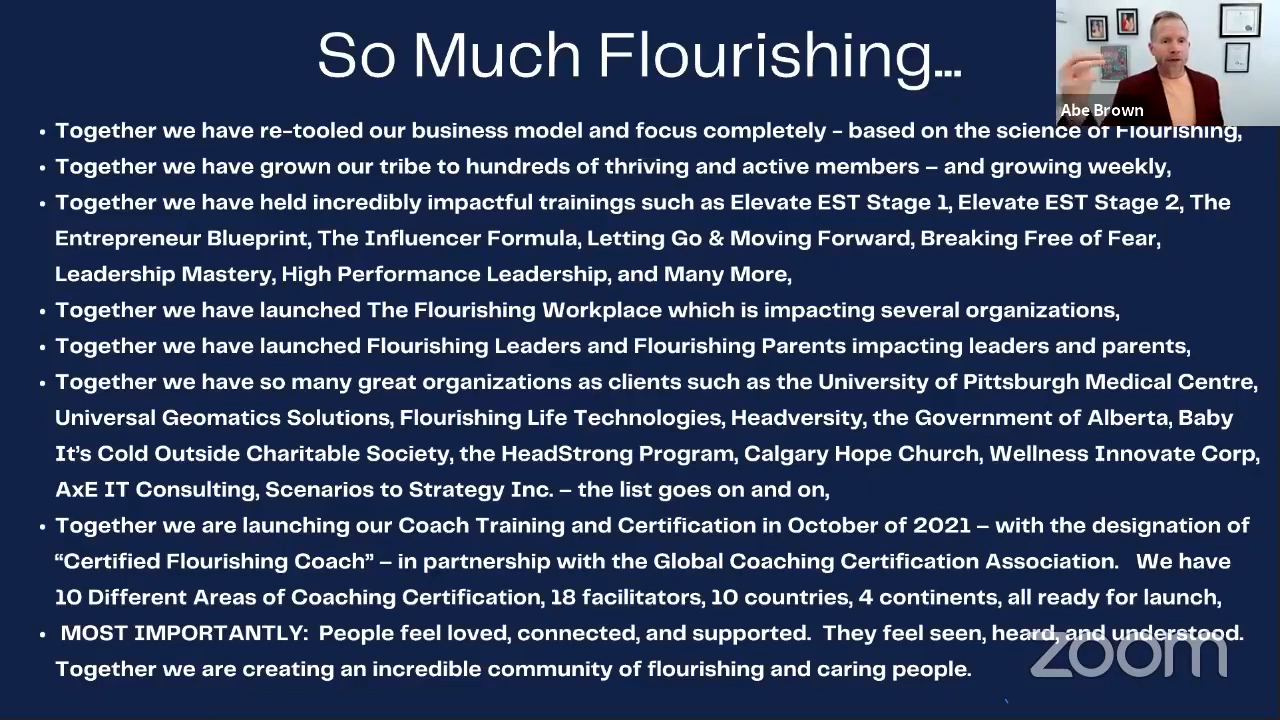 So Much Flourishing...
Abe Brown
• Together we have re-tooled our business model and focus completely - based on the science of Flourishing,
• Together we have grown our tribe to hundreds of thriving and active members – and growing weekly,
• Together we have held incredibly impactful trainings such as Elevate EST Stage 1, Elevate EST Stage 2, The
Entrepreneur Blueprint, The Influencer Formula, Letting Go & Moving Forward, Breaking Free of Fear,
Leadership Mastery, High Performance Leadership, and Many More,
• Together we have launched The Flourishing Workplace which is impacting several organizations,
• Together we have launched Flourishing Leaders and Flourishing Parents impacting leaders and parents,
• Together we have so many great organizations as clients such as the University of Pittsburgh Medical Centre,
Universal Geomatics Solutions, Flourishing Life Technologies, Headversity, the Government of Alberta, Baby
It's Cold Outside Charitable Society, the HeadStrong Program, Calgary Hope Church, Wellness Innovate Corp,
AxE IT Consulting, Scenarios to Strategy Inc. – the list goes on and on,
• Together we are launching our Coach Training and Certification in October of 2021 – with the designation of
“Certified Flourishing Coach” – in partnership with the Global Coaching Certification Association. We have
10 Different Areas of Coaching Certification, 18 facilitators, 10 countries, 4 continents, all ready for launch,
• MOST IMPORTANTLY: People feel loved, connected, and supported. They feel seen, heard, and understood.
Together we are creating an incredible community of flourishing and caring people.
zoom